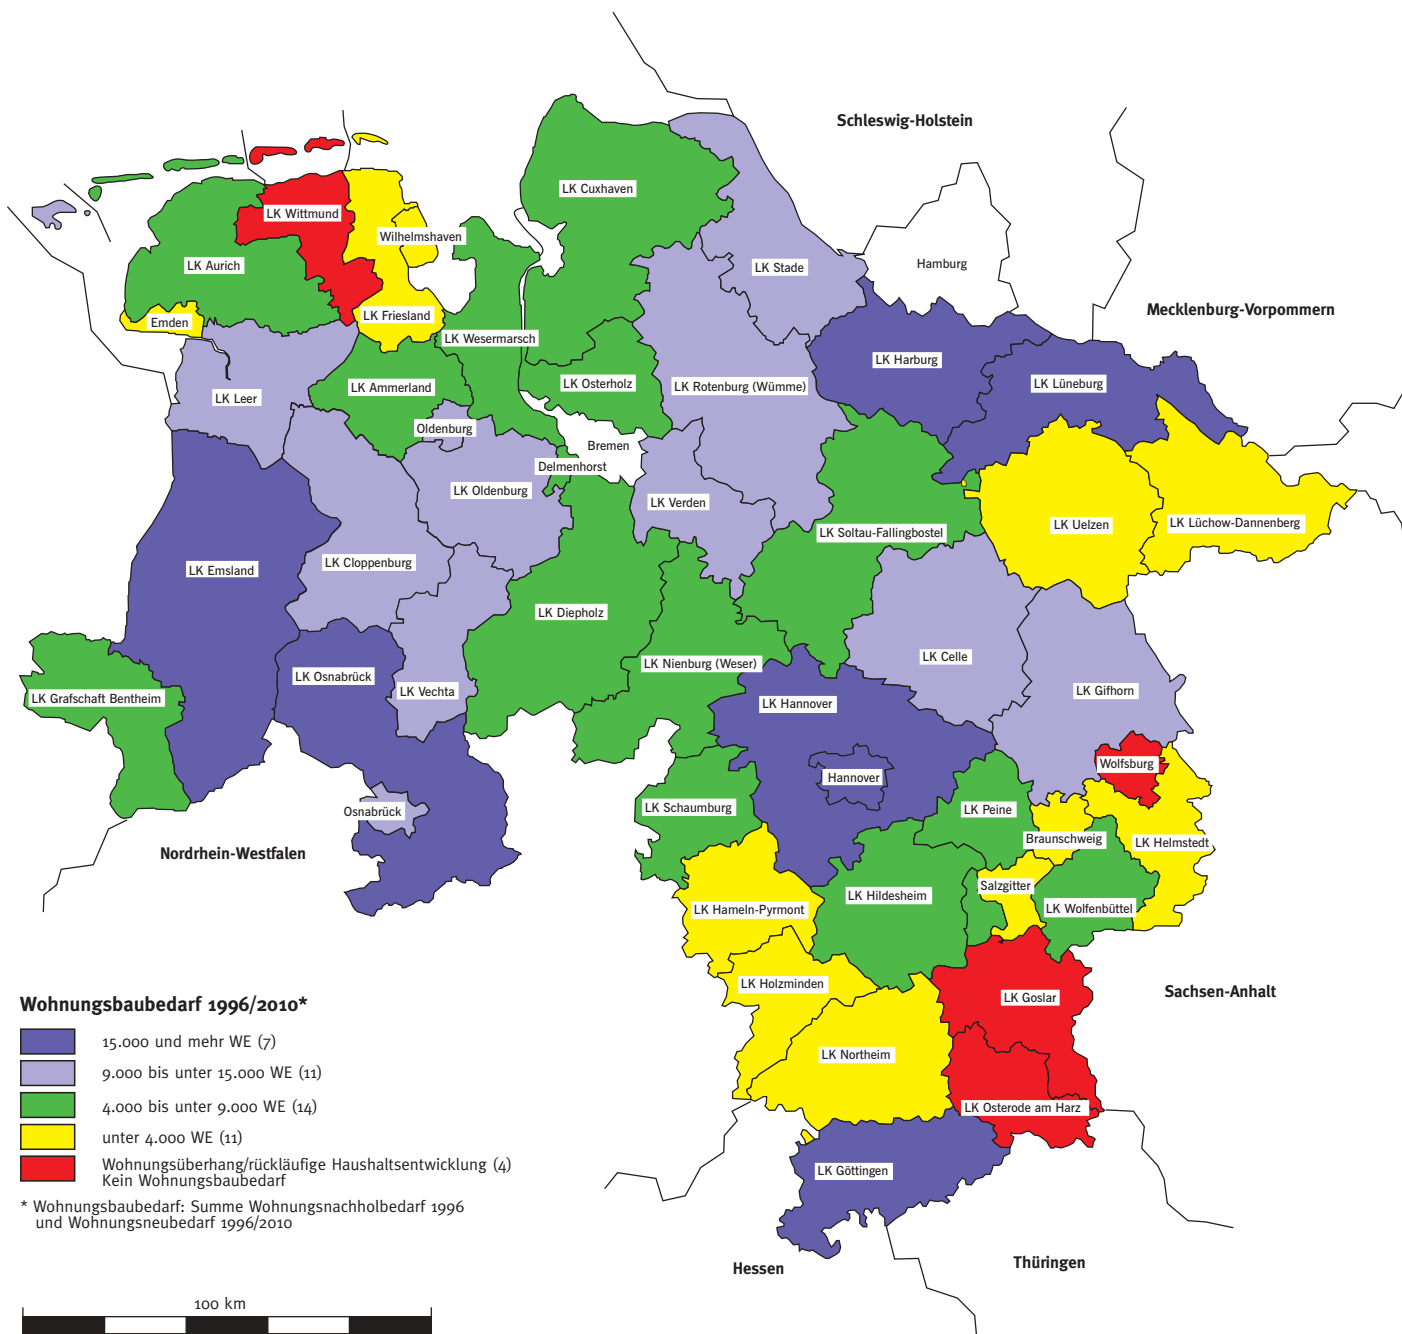 Schleswig-Holstein
LK Cuxhaven
LK Wittmund
Wilhelmshaven
LK Aurich
LK Stade
Hamburg
Mecklenburg-Vorpommern
Emden
LK Friesland
LK Wesermarsch
LK Harburg
LK Lüneburg
LK Ammerland
LK Osterholz
LK Rotenburg (Wümme)
LK Leer
Oldenburg
Bremen
Delmenhorst
LK Oldenburg
LK Verden
LK Uelzen
LK Lüchow-Dannenberg
LK Soltau-Fallingbostel
LK Emsland
LK Cloppenburg
LK Diepholz
LK Celle
LK Nienburg (Weser)
LK Osnabrück
LK Vechta
LK Gifhorn
LK Grafschaft Bentheim
LK Hannover
Wolfsburg
Hannover
LK Schaumburg
LK Peine
Osnabrück
Braunschweig
LK Helmstedt
Nordrhein-Westfalen
Salzgitter
LK Hildesheim
LK Hameln-Pyrmont
LK Wolfenbüttel
LK Holzminden
Sachsen-Anhalt
LK Goslar
LK Northeim
LK Osterode am Harz
LK Göttingen
Thüringen
Hessen
Wohnungsbaubedarf 1996/2010*
15.000 und mehr WE (7)
9.000 bis unter 15.000 WE (11)
4.000 bis unter 9.000 WE (14)
unter 4.000 WE (11)
Wohnungsüberhang/rückläufige Haushaltsentwicklung (4)
Kein Wohnungsbaubedarf
* Wohnungsbaubedarf: Summe Wohnungsnachholbedarf 1996
und Wohnungsneubedarf 1996/2010
100 km